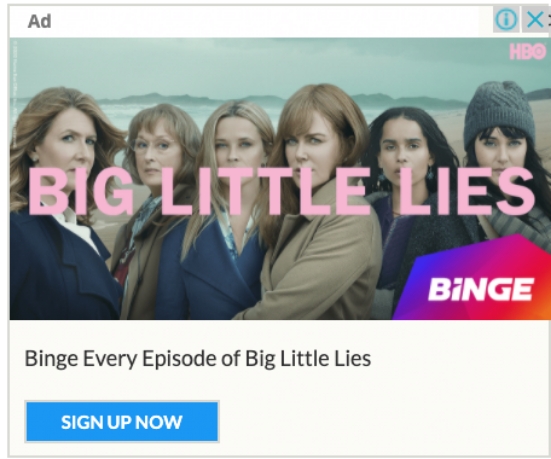 Ad
HBO
BIG LITTLE LIES
BiNGE
Binge Every Episode of Big Little Lies
SIGN UP NOW